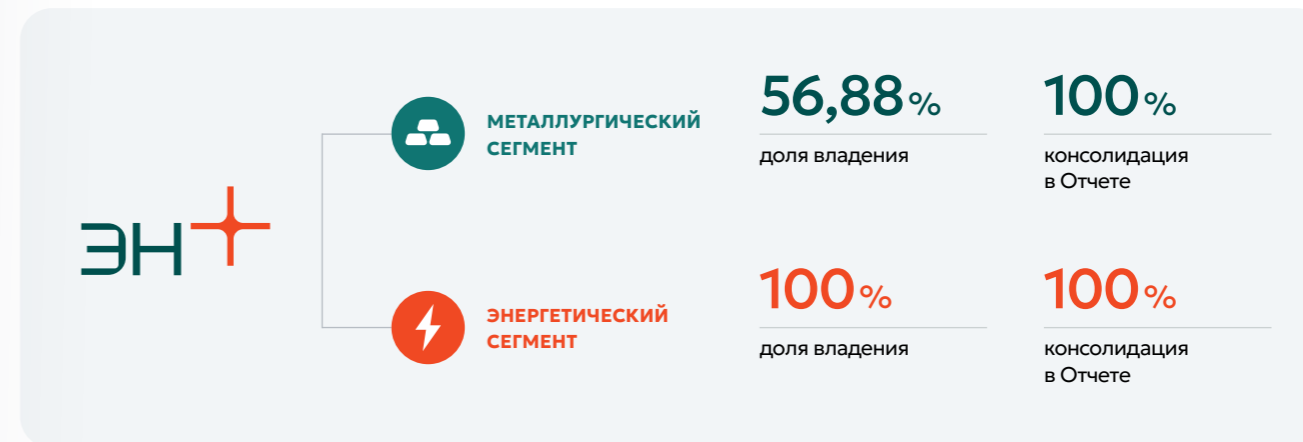 ЭН+
МЕТАЛЛУРГИЧЕСКИЙ
СЕГМЕНТ
56,88%
доля владения
100%
консолидация
в Отчете
ЭНЕРГЕТИЧЕСКИЙ
СЕГМЕНТ
100%
доля владения
100%
консолидация
в Отчете